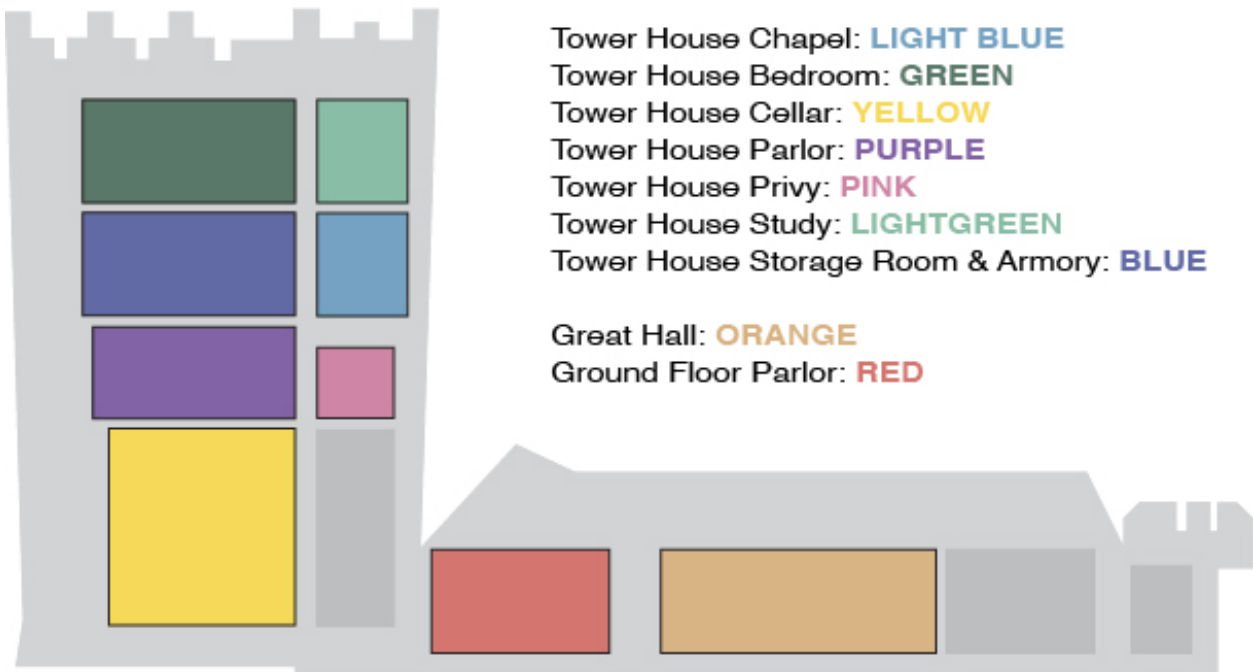 Tower House Chapel: LIGHT BLUE
Tower House Bedroom: GREEN
Tower House Cellar: YELLOW
Tower House Parlor: PURPLE
Tower House Privy: PINK
Tower House Study: LIGHTGREEN
Tower House Storage Room & Armory: BLUE
Great Hall: ORANGE
Ground Floor Parlor: RED